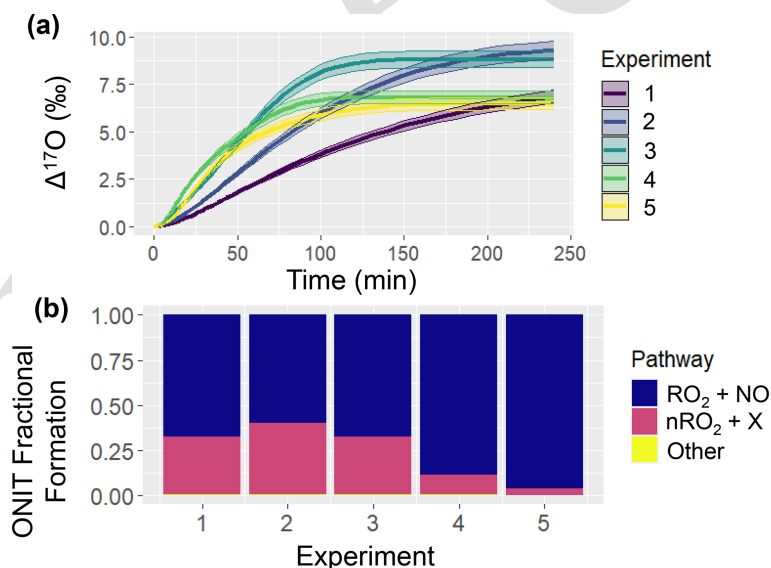 (a)
10.0
7.5
5.0
2.5
0.0
Δ¹⁷O (‰)
0 50 100 150 200 250
Time (min)
Experiment
1
2
3
4
5
(b)
1.00
0.75
0.50
0.25
0.00
ONIT Fractional
Formation
1 2 3 4 5
Experiment
Pathway
RO₂ + NO
nRO₂ + X
Other